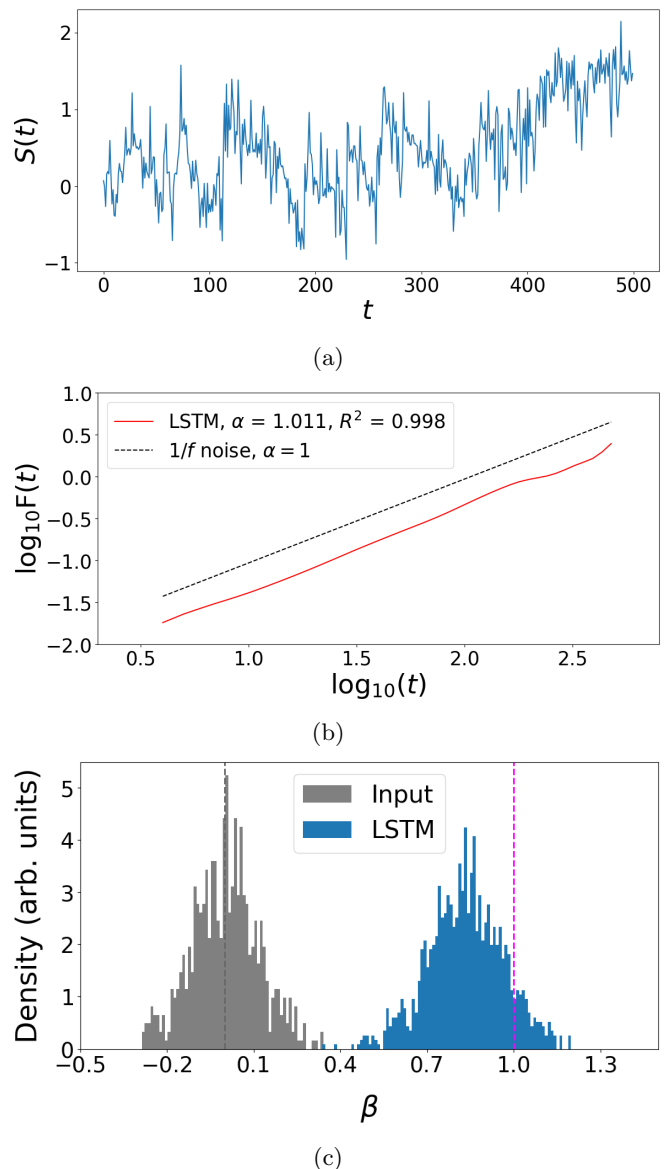 2
1
0
−1
S(t)
0 100 200 300 400 500
t
(a)
1.0
0.5
0.0
−0.5
−1.0
−1.5
−2.0
log₁₀F(t)
LSTM, α = 1.011, R² = 0.998
1/f noise, α = 1
0.5 1.0 1.5 2.0 2.5
log₁₀(t)
(b)
5
4
3
2
1
0
Density (arb. units)
Input
LSTM
−0.5 −0.2 0.1 0.4 0.7 1.0 1.3
β
(c)